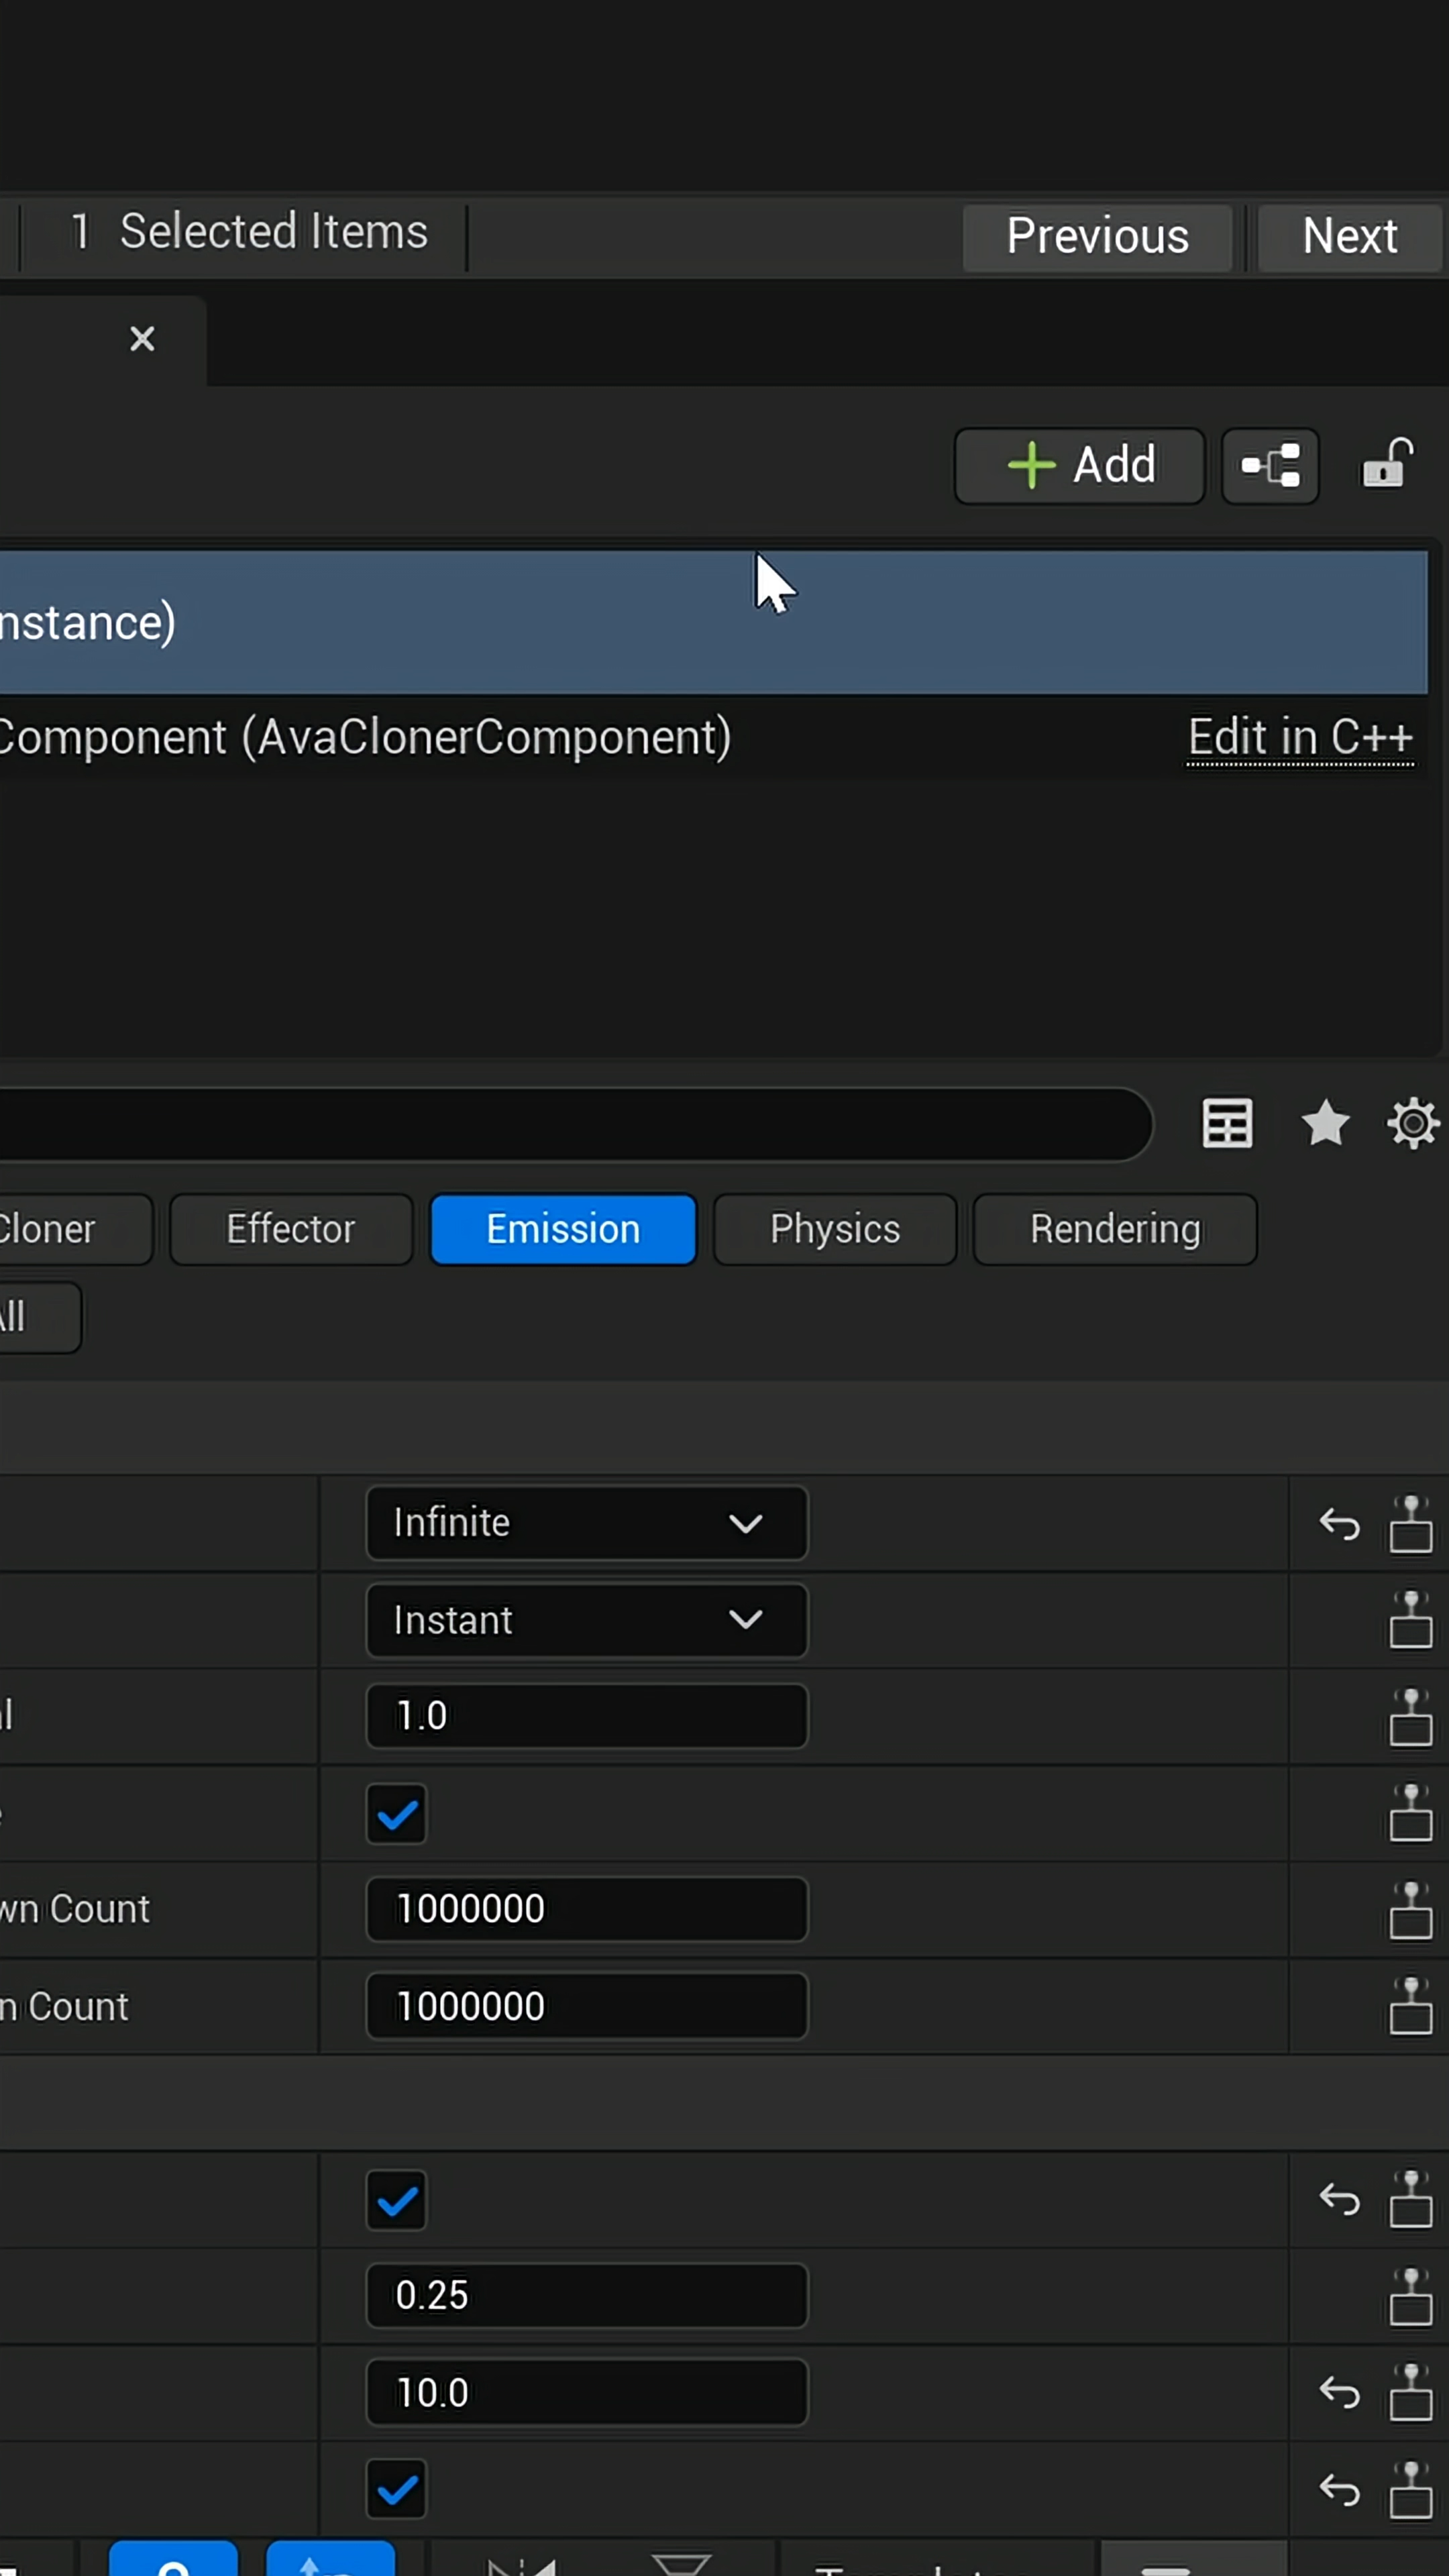 1 Selected Items Previous Next
Add
nstance)
Component (AvaClonerComponent) Edit in C++
Cloner Effector Emission Physics Rendering
All
Infinite
Instant
l 1.0
e
wn Count 1000000
n Count 1000000
0.25
10.0